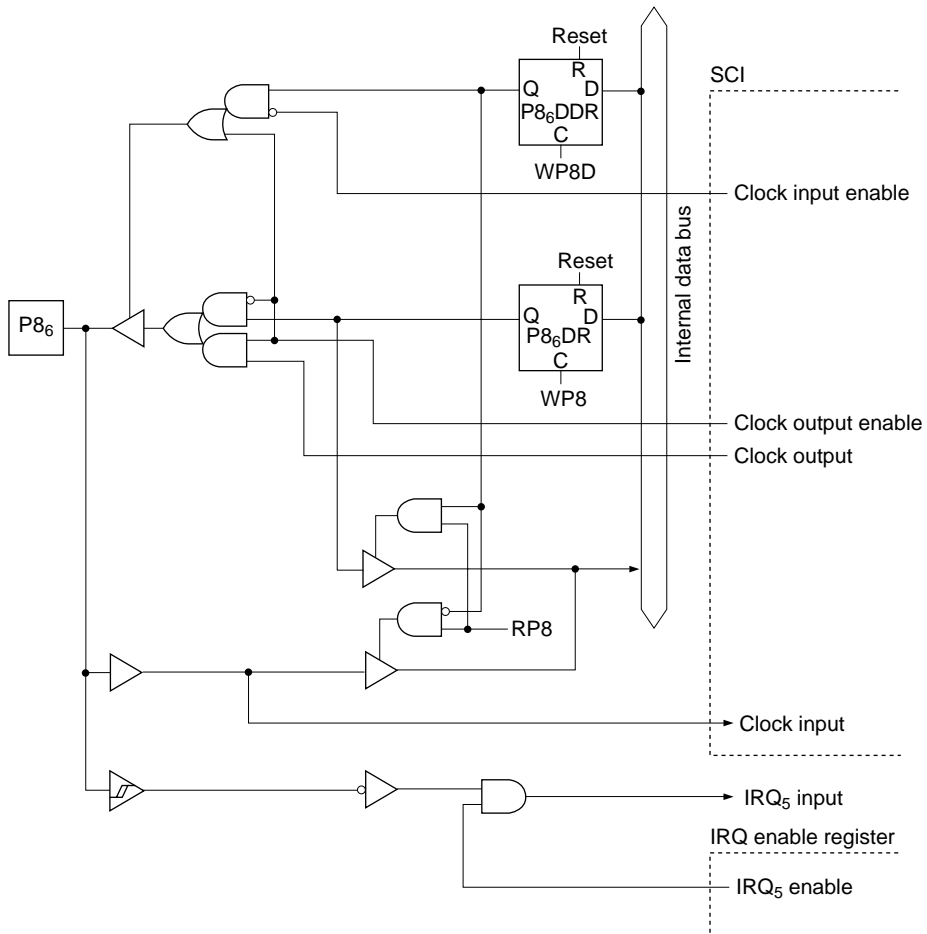 Reset
R
Q
D
P8₆DDR
C
WP8D
SCI
Clock input enable
Internal data bus
Reset
R
Q
D
P8₆DR
C
WP8
P8₆
Clock output enable
Clock output
RP8
Clock input
IRQ₅ input
IRQ enable register
IRQ₅ enable